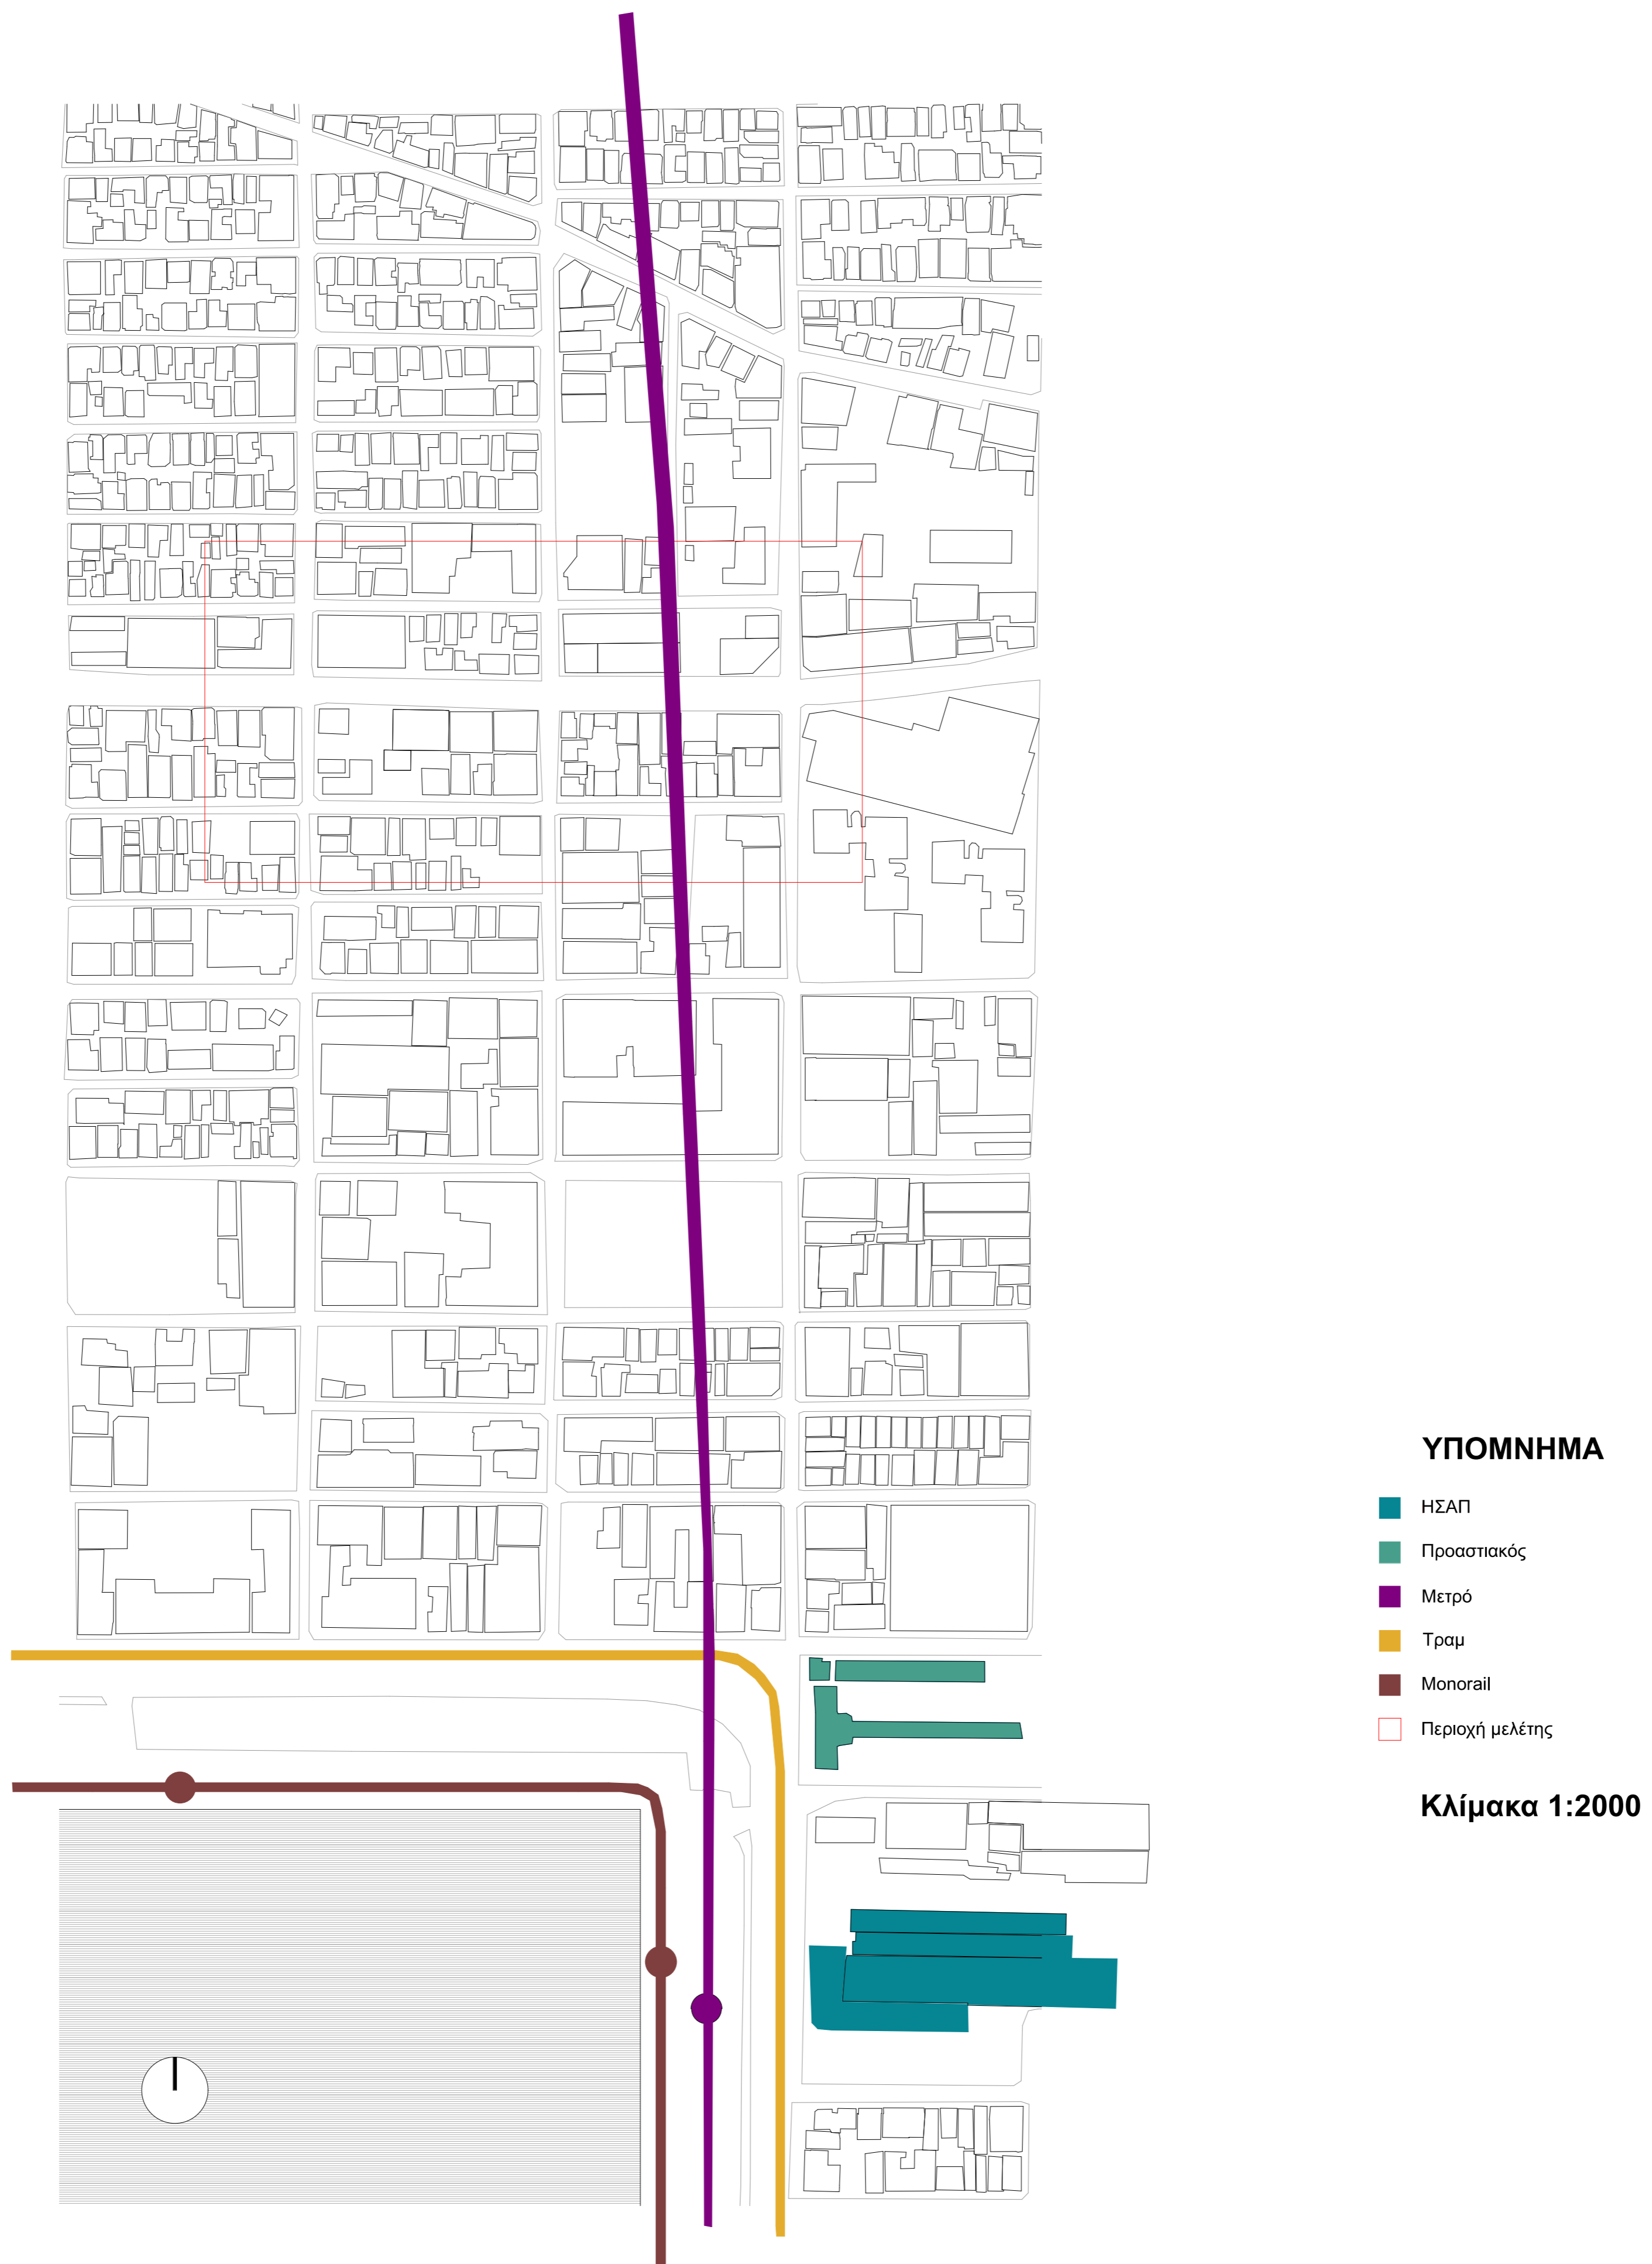 ΥΠΟΜΝΗΜΑ
ΗΣΑΠ
Προαστιακός
Μετρό
Τραμ
Monorail
Περιοχή μελέτης
Κλίμακα 1:2000